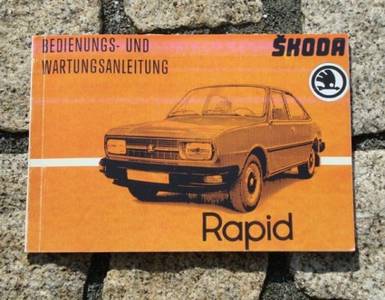 BEDIENUNGS- UND
WARTUNGSANLEITUNG
ŠKODA
Rapid